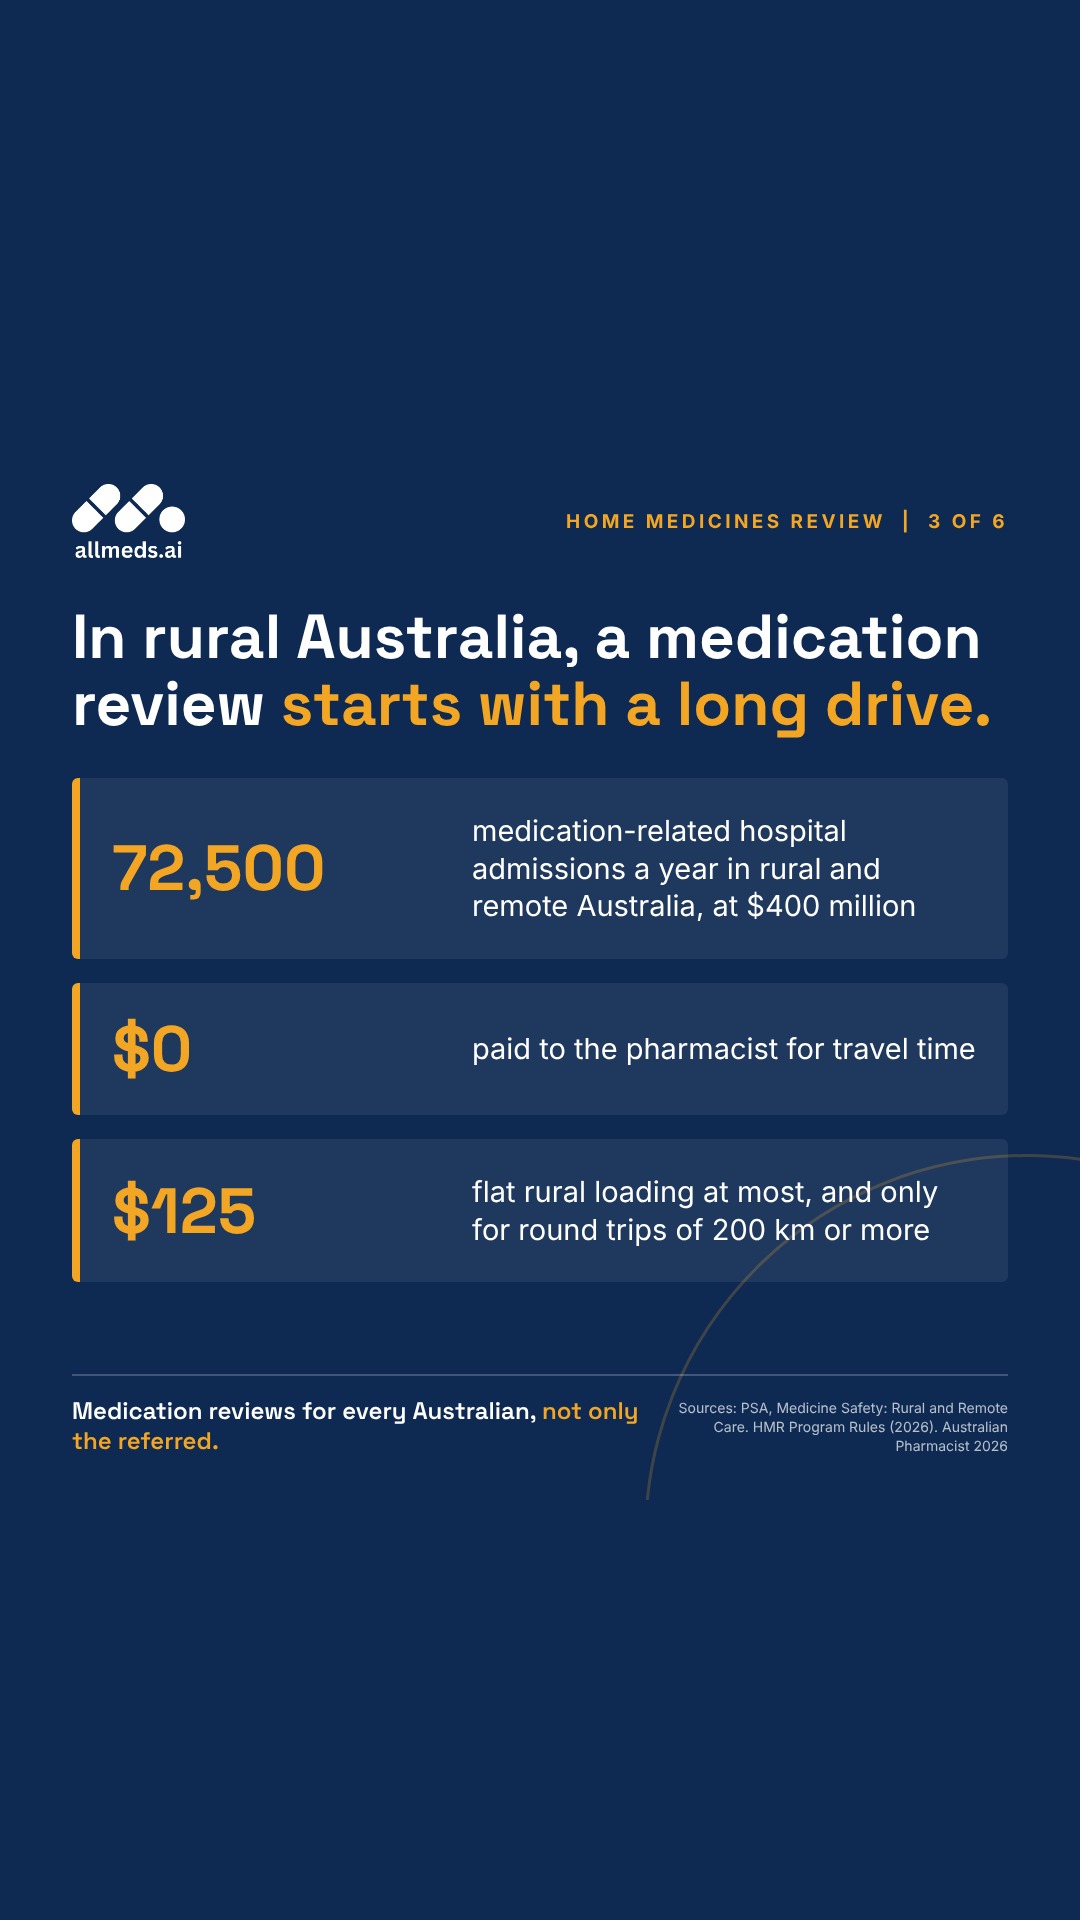 allmeds.ai
HOME MEDICINES REVIEW | 3 OF 6
In rural Australia, a medication
review starts with a long drive.
72,500
medication-related hospital
admissions a year in rural and
remote Australia, at $400 million
$0
paid to the pharmacist for travel time
$125
flat rural loading at most, and only
for round trips of 200 km or more
Medication reviews for every Australian, not only
the referred.
Sources: PSA, Medicine Safety: Rural and Remote
Care. HMR Program Rules (2026). Australian
Pharmacist 2026